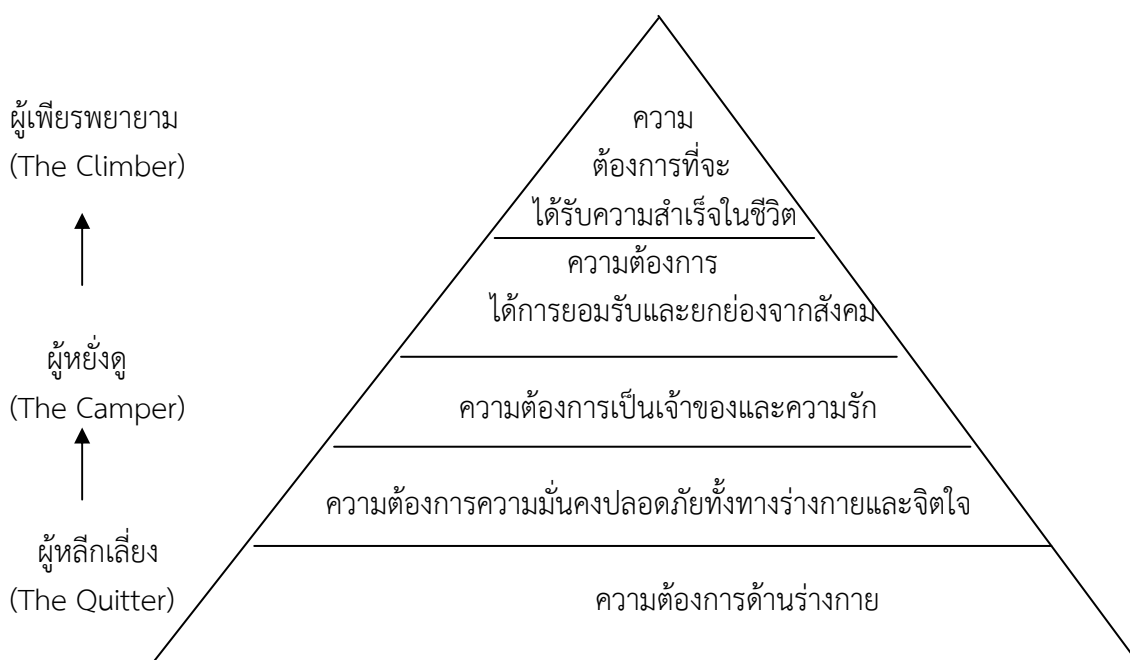 ผู้เพียรพยายาม
(The Climber)
ผู้หยั่งดู
(The Camper)
ผู้หลีกเลี่ยง
(The Quitter)
ความ
ต้องการที่จะ
ได้รับความสำเร็จในชีวิต
ความต้องการ
ได้การยอมรับและยกย่องจากสังคม
ความต้องการเป็นเจ้าของและความรัก
ความต้องการความมั่นคงปลอดภัยทั้งทางร่างกายและจิตใจ
ความต้องการด้านร่างกาย